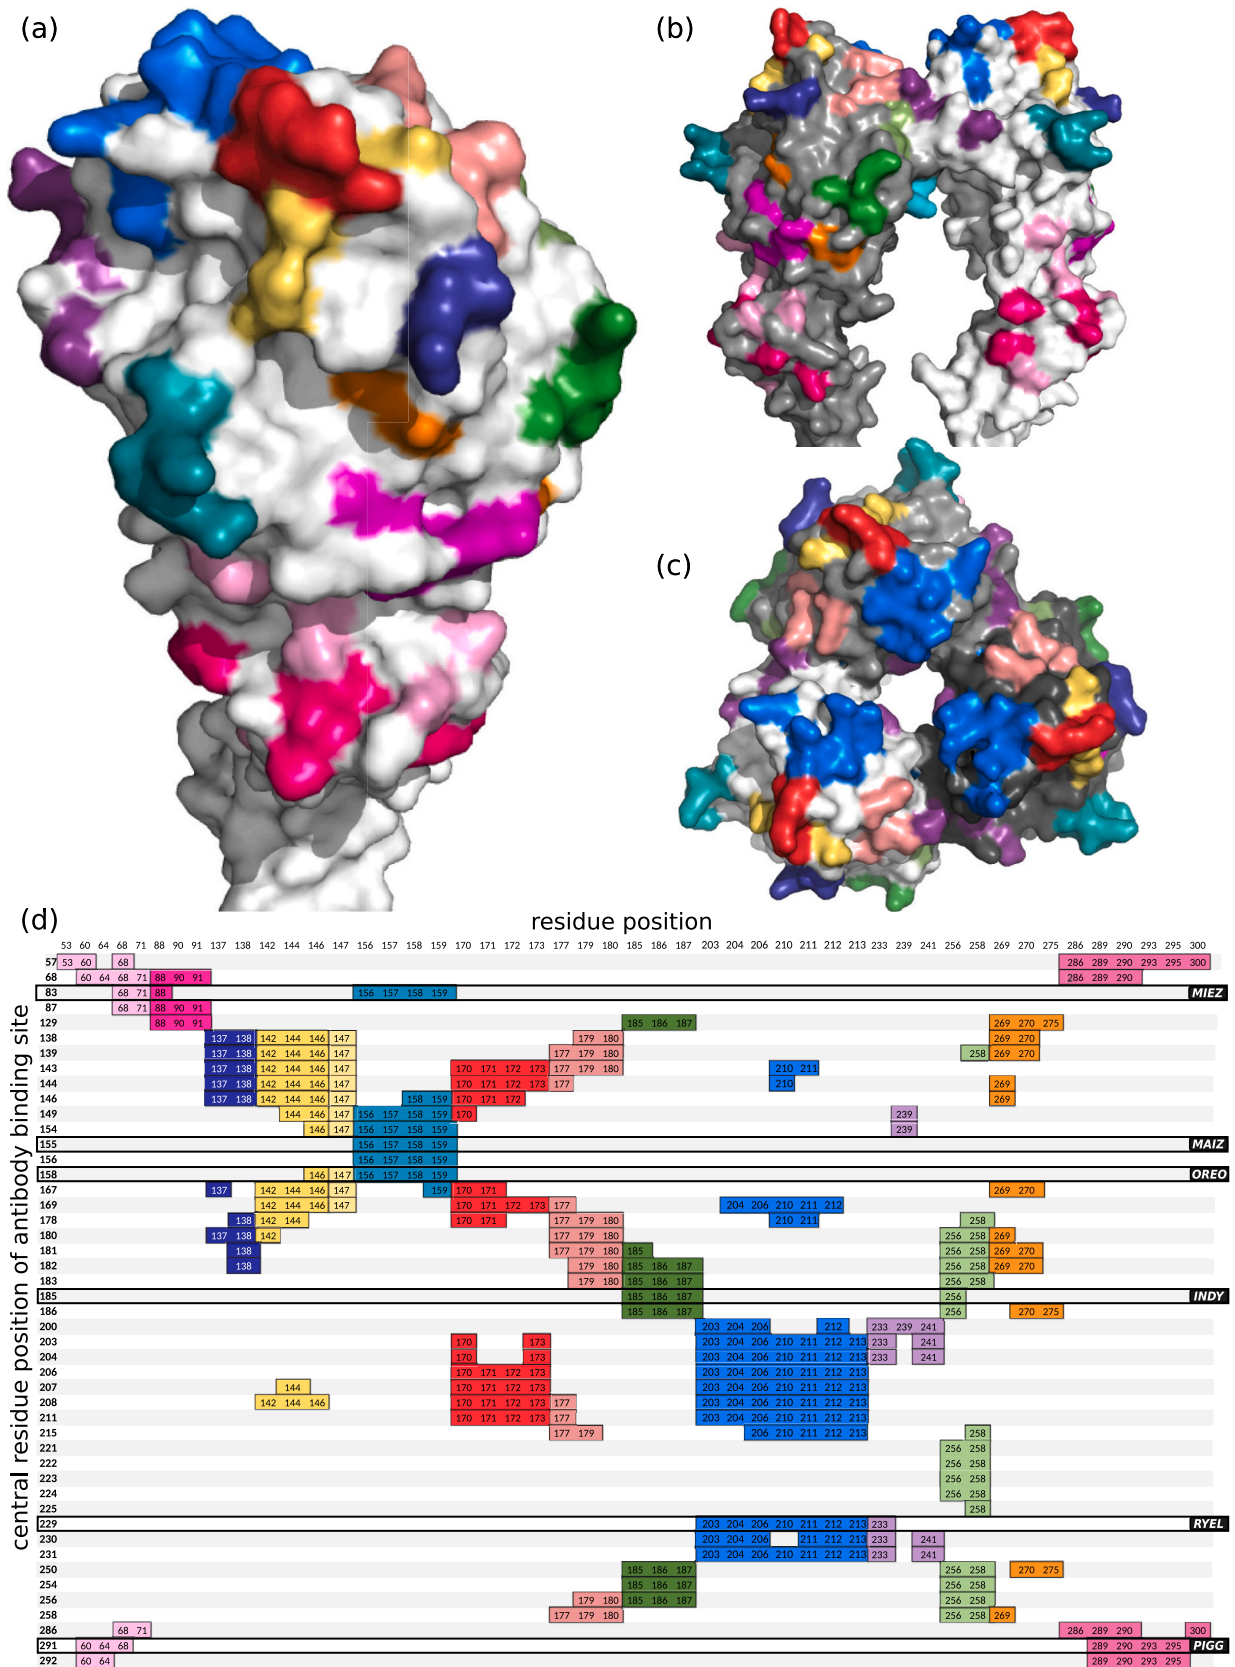 (a)
(b)
(c)
(d)
residue position
central residue position of antibody binding site
53 60 64 68 71 88 90 91 137 138 142 144 146 147 156 157 158 159 170 171 172 173 177 179 180 185 186 187 203 204 206 210 211 212 213 233 239 241 256 258 269 270 275 286 289 290 293 295 300
57 53 60 68 286 289 290 293 295 300
68 60 64 68 71 88 90 91 286 289 290
83 68 71 88 156 157 158 159 MIEZ
87 68 71 88 90 91
129 88 90 91 185 186 187 269 270 275
138 137 138 142 144 146 147 179 180 269 270
139 137 138 142 144 146 147 177 179 180 258 269 270
143 137 138 142 144 146 147 170 171 172 173 177 179 180 210 211
144 137 138 142 144 146 147 170 171 172 173 177 210 269
146 137 138 142 144 146 147 158 159 170 171 172 269
149 144 146 147 156 157 158 159 170 239
154 146 147 156 157 158 159 239
155 156 157 158 159 MAIZ
156 156 157 158 159
158 146 147 156 157 158 159 OREO
167 137 142 144 146 147 159 170 171 269 270
169 142 144 146 147 170 171 172 173 177 204 206 210 211 212
178 138 142 144 170 171 177 179 180 210 211 258
180 137 138 142 177 179 180 256 258 269
181 138 177 179 180 185 256 258 269 270
182 138 179 180 185 186 187 256 258 269 270
183 179 180 185 186 187 256 258
185 185 186 187 256 INDY
186 185 186 187 256 270 275
200 203 204 206 212 233 239 241
203 170 173 203 204 206 210 211 212 213 233 241
204 170 173 203 204 206 210 211 212 213 233 241
206 170 171 172 173 203 204 206 210 211 212 213
207 144 170 171 172 173 203 204 206 210 211 212 213
208 142 144 146 170 171 172 173 177 203 204 206 210 211 212 213
211 170 171 172 173 177 203 204 206 210 211 212 213
215 177 179 206 210 211 212 213 258
221 256 258
222 256 258
223 256 258
224 256 258
225 258
229 203 204 206 210 211 212 213 233 RYEL
230 203 204 206 211 212 213 233 241
231 203 204 206 210 211 212 213 233 241
250 185 186 187 256 258 270 275
254 185 186 187 256 258
256 179 180 185 186 187 256 258
258 177 179 180 256 258 269
286 68 71 286 289 290 300
291 60 64 68 289 290 293 295 PIGG
292 60 64 289 290 293 295